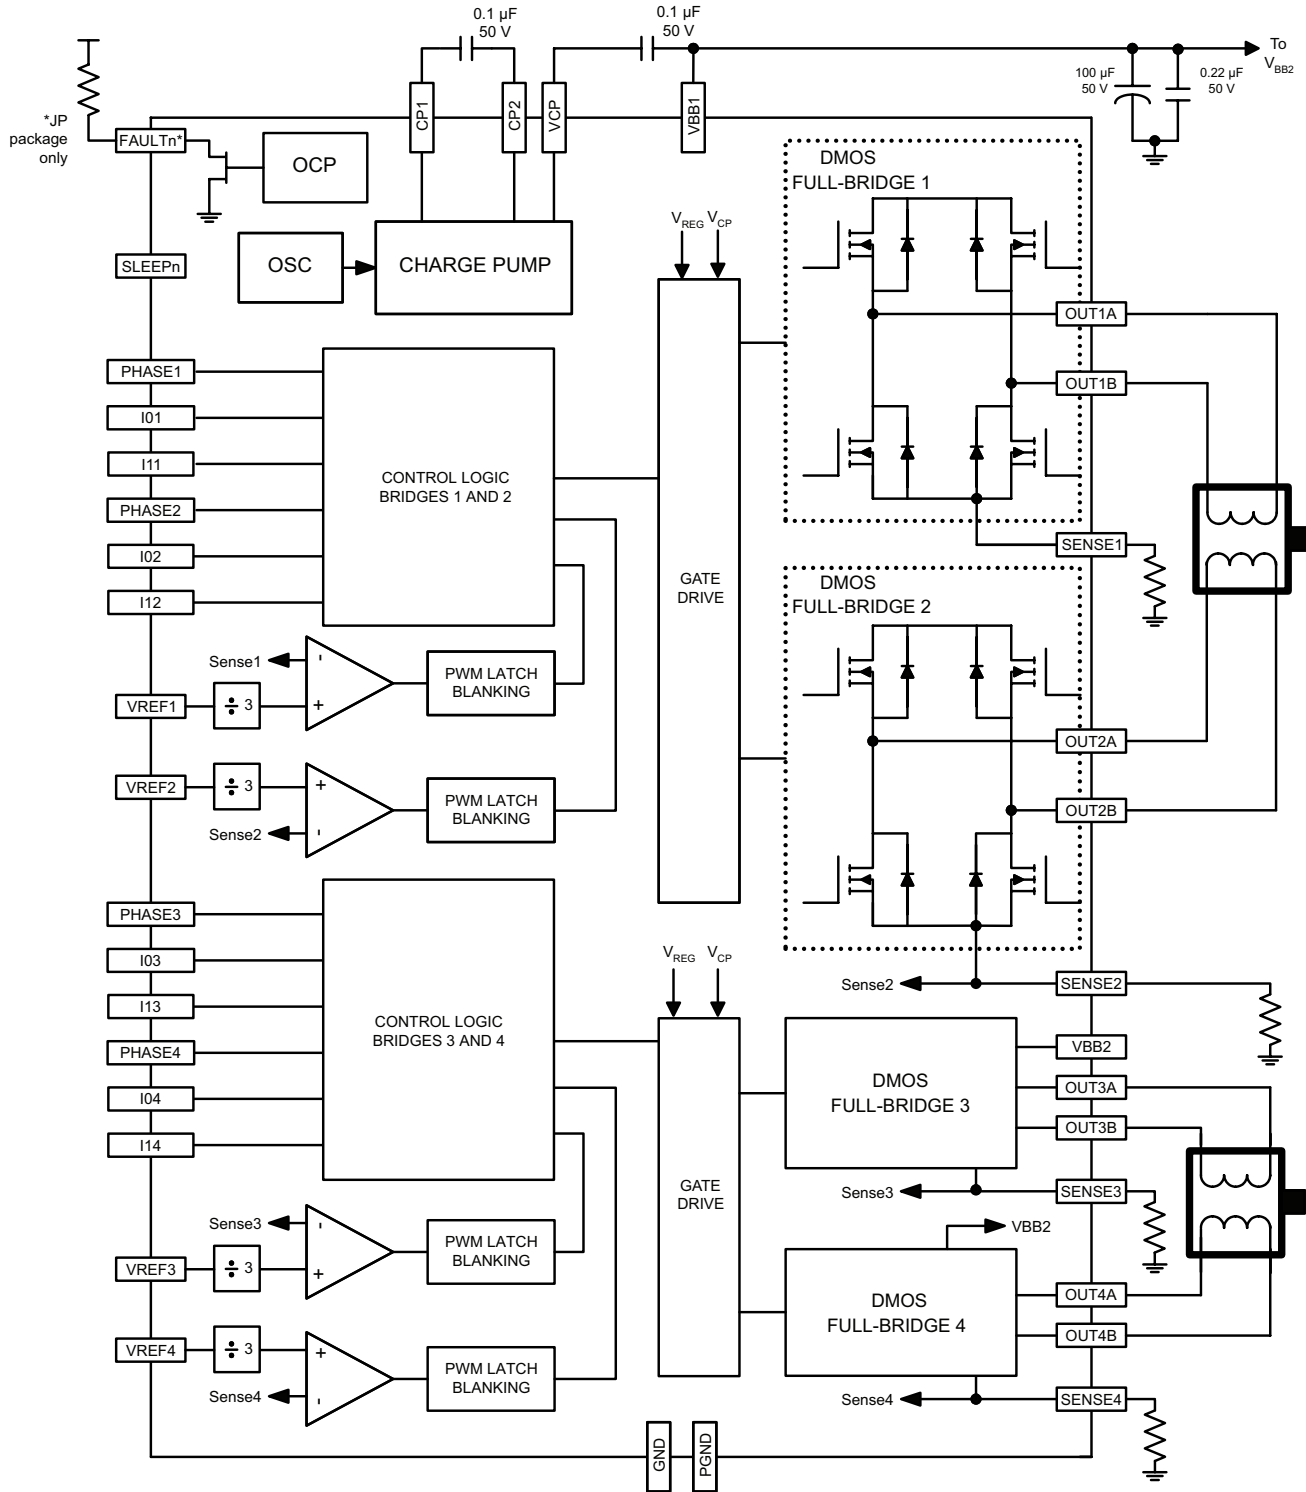 0.1 µF
50 V
0.1 µF
50 V
To
VBB2
100 µF
50 V
0.22 µF
50 V
*JP
package
only
FAULTn*
OCP
CP1
CP2
VCP
VBB1
DMOS
FULL-BRIDGE 1
SLEEPn
OSC
CHARGE PUMP
VREG
VCP
OUT1A
OUT1B
PHASE1
I01
I11
PHASE2
I02
I12
CONTROL LOGIC
BRIDGES 1 AND 2
SENSE1
GATE
DRIVE
DMOS
FULL-BRIDGE 2
Sense1
-
+
PWM LATCH
BLANKING
VREF1
÷ 3
VREF2
÷ 3
+
-
Sense2
PWM LATCH
BLANKING
OUT2A
OUT2B
PHASE3
I03
I13
PHASE4
I04
I14
CONTROL LOGIC
BRIDGES 3 AND 4
VREG
VCP
Sense2
SENSE2
VBB2
DMOS
FULL-BRIDGE 3
OUT3A
OUT3B
GATE
DRIVE
Sense3
SENSE3
VBB2
Sense3
-
+
PWM LATCH
BLANKING
VREF3
÷ 3
DMOS
FULL-BRIDGE 4
OUT4A
OUT4B
VREF4
÷ 3
+
-
Sense4
PWM LATCH
BLANKING
Sense4
SENSE4
GND
PGND